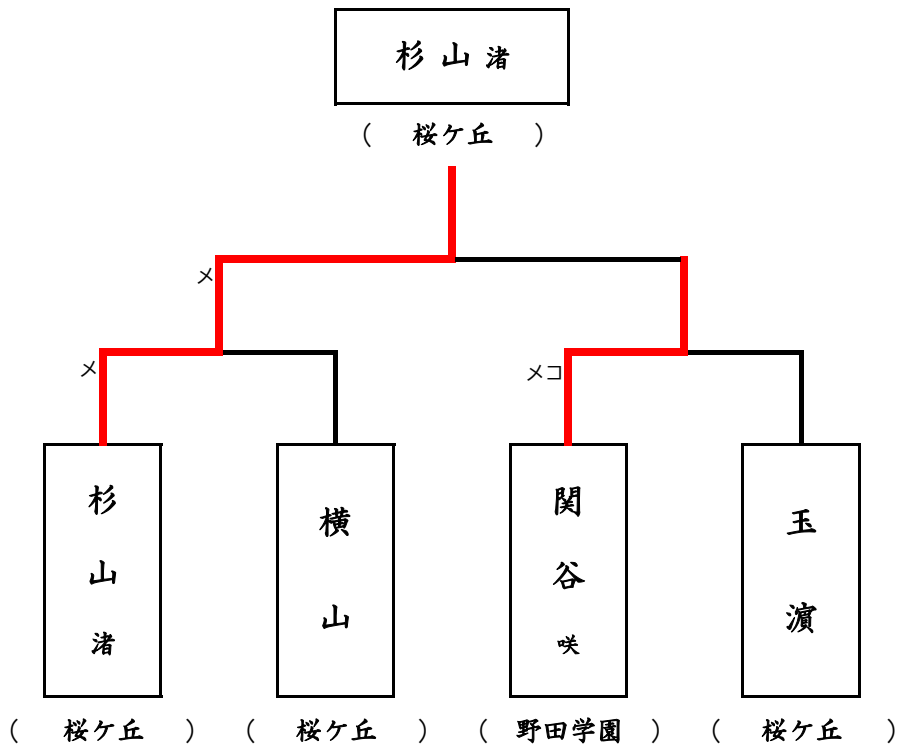 杉山渚
（ 桜ケ丘 ）
メ
メ
メコ
杉山渚
横山
関谷咲
玉濵
（ 桜ケ丘 ）
（ 桜ケ丘 ）
（ 野田学園 ）
（ 桜ケ丘 ）